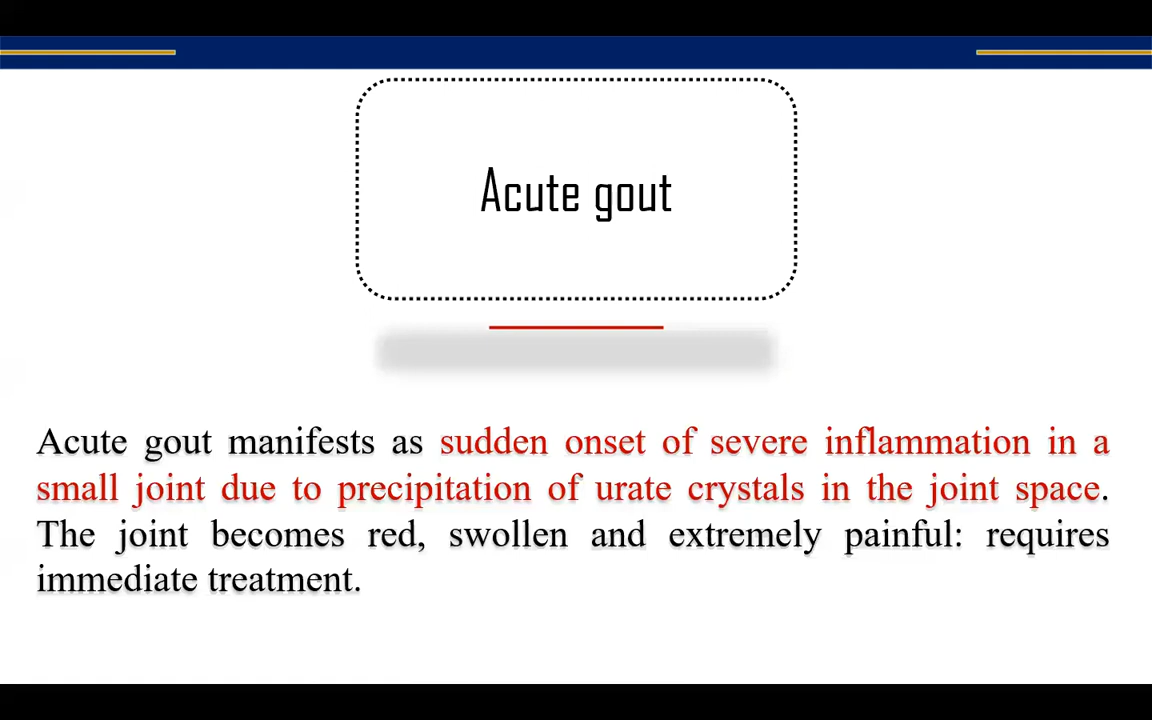 Acute gout
Acute gout manifests as sudden onset of severe inflammation in a
small joint due to precipitation of urate crystals in the joint space.
The joint becomes red, swollen and extremely painful: requires
immediate treatment.